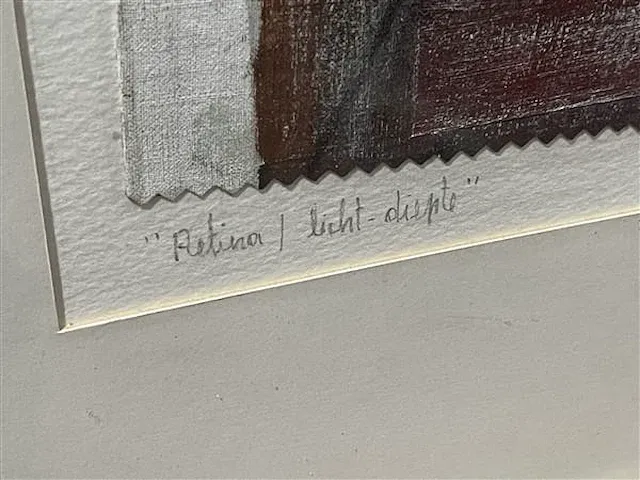 "Retina / licht-diepte"